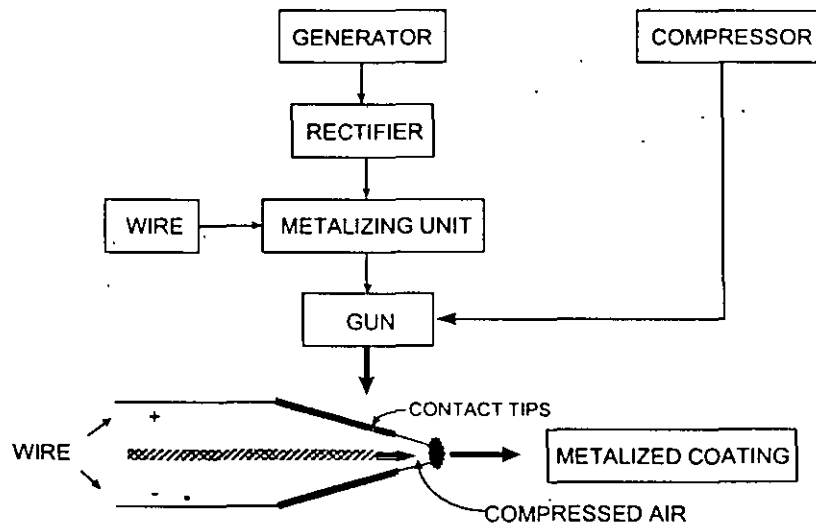 GENERATOR
COMPRESSOR
RECTIFIER
WIRE
METALIZING UNIT
GUN
CONTACT TIPS
+
WIRE
METALIZED COATING
-
COMPRESSED AIR